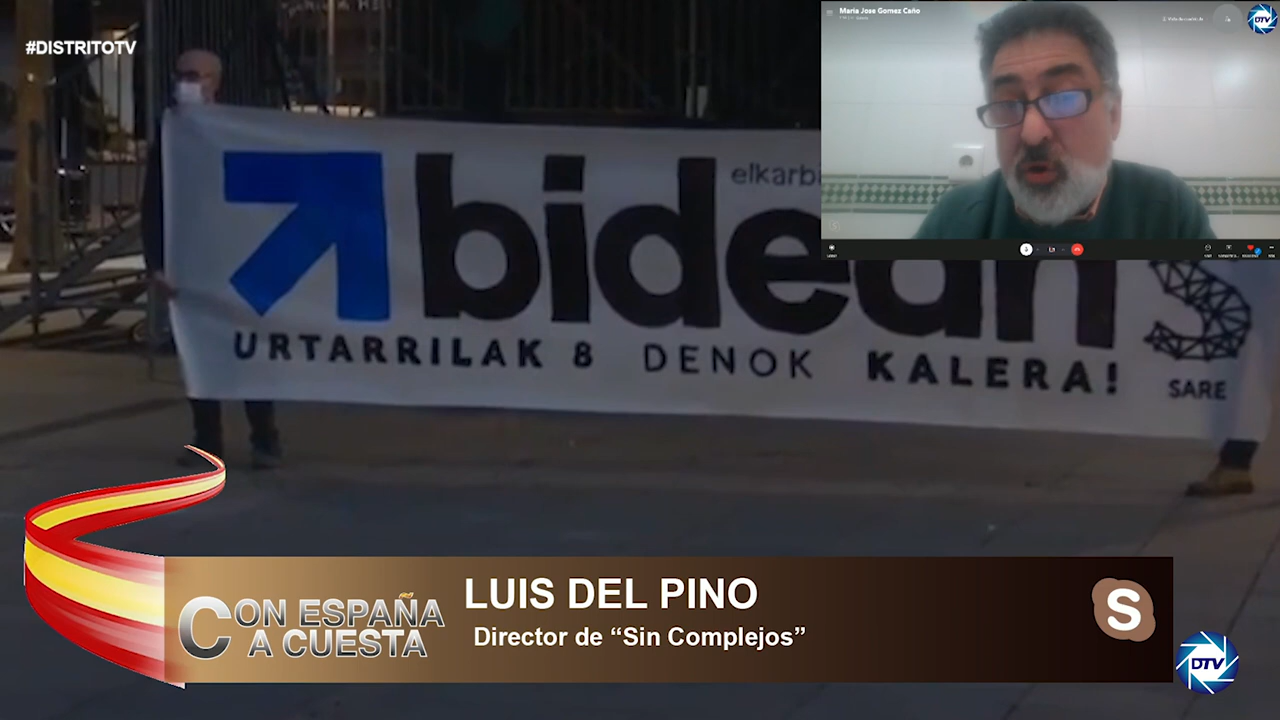 #DISTRITOTV
Maria Jose Gomez Caño
DTV
elkarbi
bidean
URTARRILAK 8 DENOK KALERA!
SARE
CON ESPAÑA
A CUESTA
LUIS DEL PINO
Director de “Sin Complejos”
S
DTV